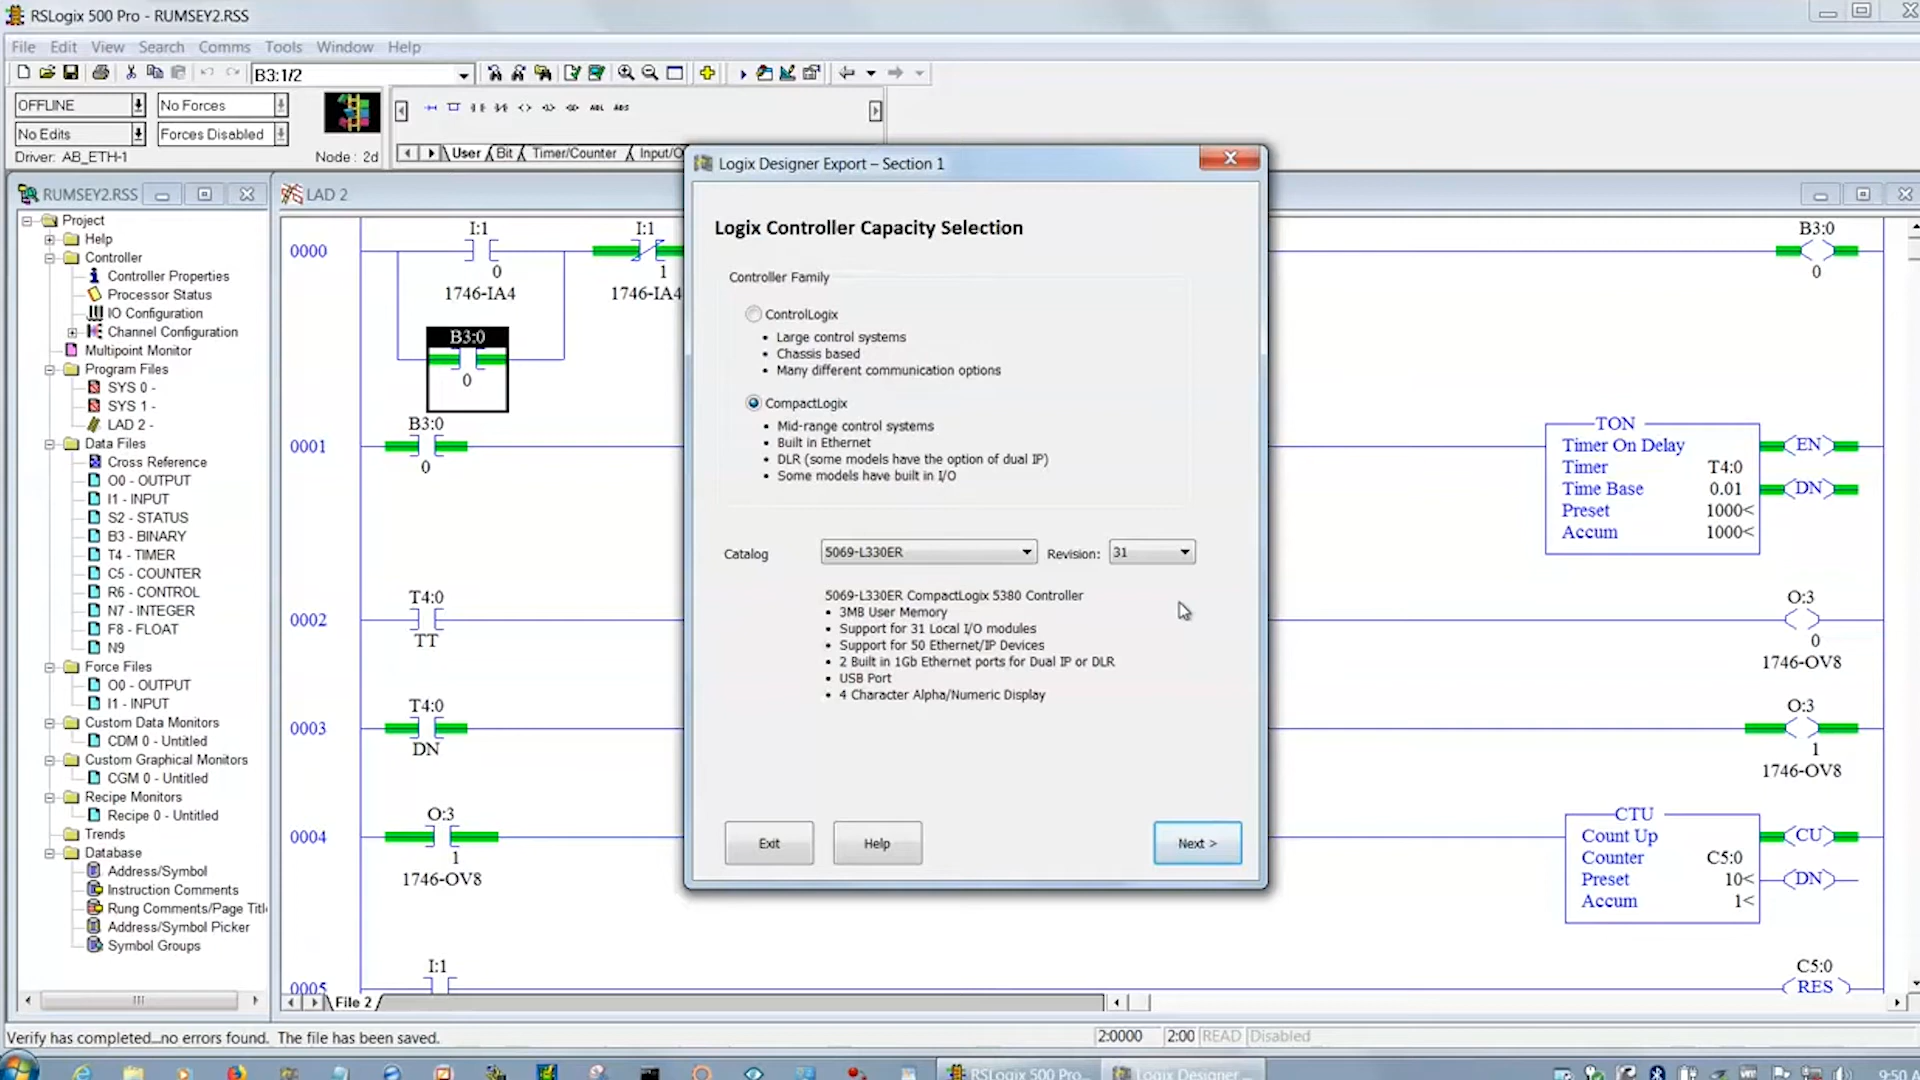 RSLogix 500 Pro - RUMSEY2.RSS
File Edit View Search Comms Tools Window Help
B3:1/2
OFFLINE No Forces
No Edits Forces Disabled
Driver: AB_ETH-1 Node : 2d
User Bit Timer/Counter Input/O
RUMSEY2.RSS
Project
Help
Controller
Controller Properties
Processor Status
IO Configuration
Channel Configuration
Multipoint Monitor
Program Files
SYS 0 -
SYS 1 -
LAD 2 -
Data Files
Cross Reference
O0 - OUTPUT
I1 - INPUT
S2 - STATUS
B3 - BINARY
T4 - TIMER
C5 - COUNTER
R6 - CONTROL
N7 - INTEGER
F8 - FLOAT
N9
Force Files
O0 - OUTPUT
I1 - INPUT
Custom Data Monitors
CDM 0 - Untitled
Custom Graphical Monitors
CGM 0 - Untitled
Recipe Monitors
Recipe 0 - Untitled
Trends
Database
Address/Symbol
Instruction Comments
Rung Comments/Page Titl
Address/Symbol Picker
Symbol Groups
LAD 2
0000
I:1
0
1746-IA4
I:1
1
1746-IA4
B3:0
0
B3:0
0
0001
B3:0
0
TON
Timer On Delay
Timer T4:0
Time Base 0.01
Preset 1000<
Accum 1000<
EN
DN
0002
T4:0
TT
O:3
0
1746-OV8
0003
T4:0
DN
O:3
1
1746-OV8
0004
O:3
1
1746-OV8
CTU
Count Up
Counter C5:0
Preset 10<
Accum 1<
CU
DN
0005
I:1
C5:0
RES
File 2
Logix Designer Export – Section 1
Logix Controller Capacity Selection
Controller Family
ControlLogix
• Large control systems
• Chassis based
• Many different communication options
CompactLogix
• Mid-range control systems
• Built in Ethernet
• DLR (some models have the option of dual IP)
• Some models have built in I/O
Catalog 5069-L330ER Revision: 31
5069-L330ER CompactLogix 5380 Controller
• 3MB User Memory
• Support for 31 Local I/O modules
• Support for 50 Ethernet/IP Devices
• 2 Built in 1Gb Ethernet ports for Dual IP or DLR
• USB Port
• 4 Character Alpha/Numeric Display
Exit Help Next >
Verify has completed...no errors found. The file has been saved.
2:0000 2:00 READ Disabled
RSLogix 500 Pro... Logix Designer ...
9:50 A